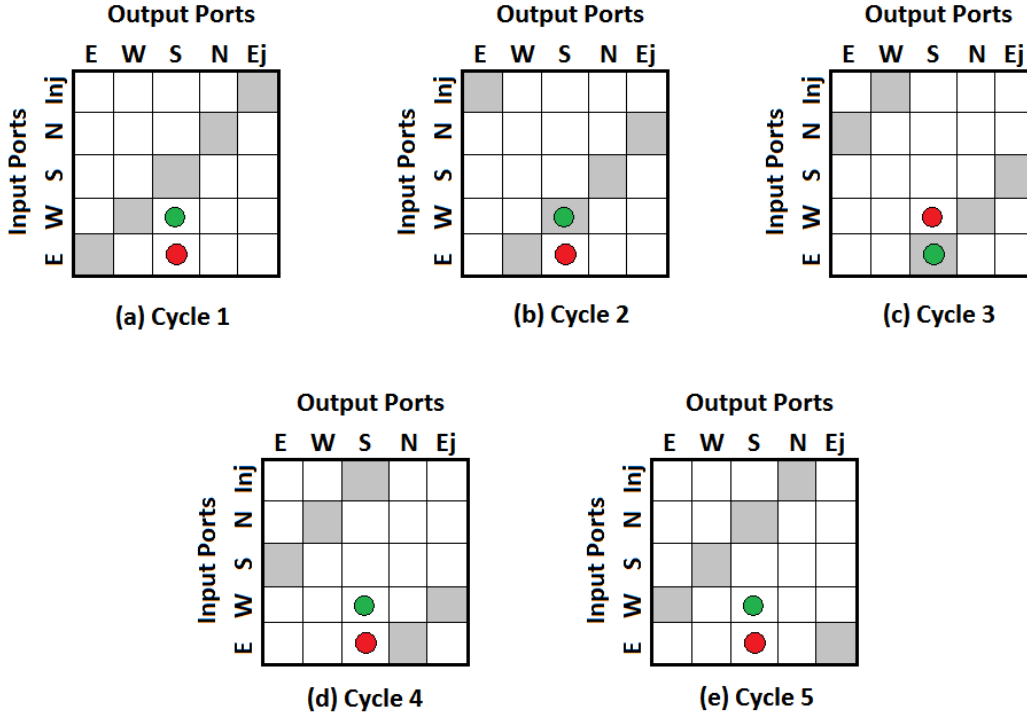 Output Ports
E W S N Ej
Input Ports
Inj
N
S
W
E
(a) Cycle 1
Output Ports
E W S N Ej
Input Ports
Inj
N
S
W
E
(b) Cycle 2
Output Ports
E W S N Ej
Input Ports
Inj
N
S
W
E
(c) Cycle 3
Output Ports
E W S N Ej
Input Ports
Inj
N
S
W
E
(d) Cycle 4
Output Ports
E W S N Ej
Input Ports
Inj
N
S
W
E
(e) Cycle 5